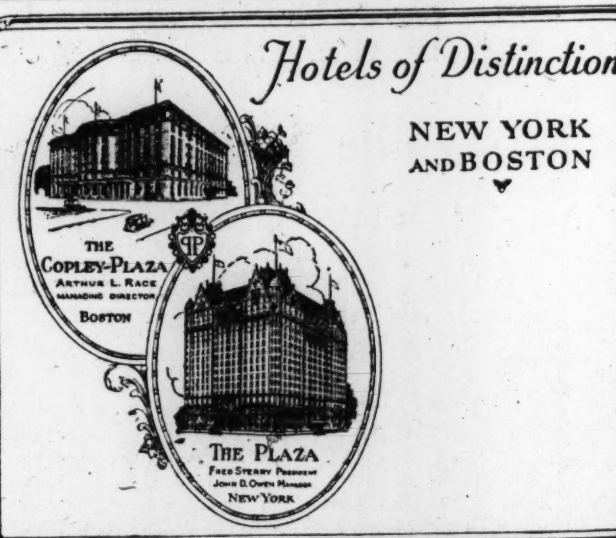 Hotels of Distinction
NEW YORK
AND BOSTON
THE
COPLEY-PLAZA
ARTHUR L. RACE
MANAGING DIRECTOR
BOSTON
PP
THE PLAZA
FRED STERRY PRESIDENT
JOHN D. OWEN MANAGER
NEW YORK